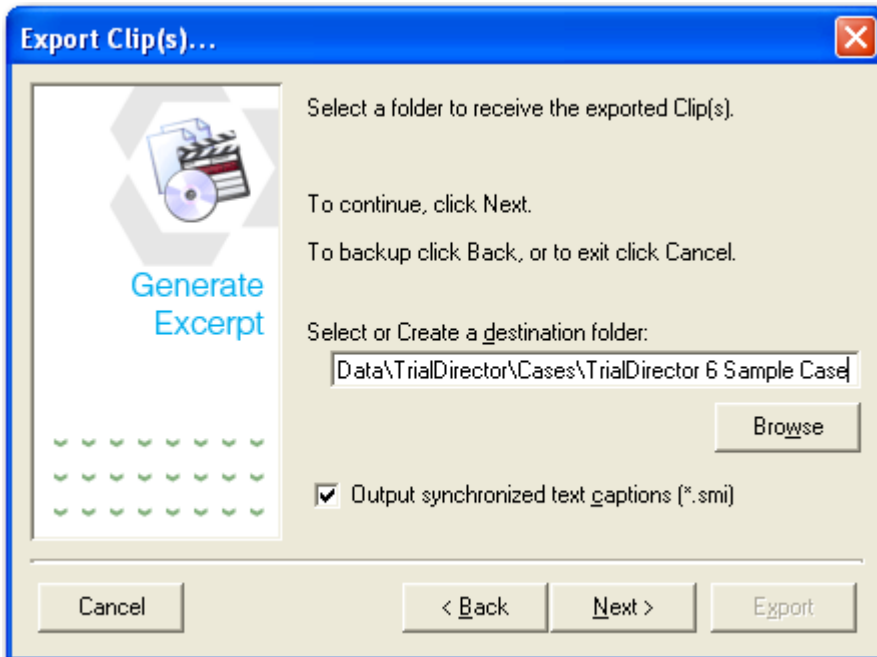 Export Clip(s)...
Select a folder to receive the exported Clip(s).
To continue, click Next.
To backup click Back, or to exit click Cancel.
Generate
Excerpt
Select or Create a destination folder:
Data\TrialDirector\Cases\TrialDirector 6 Sample Case
Browse
Output synchronized text captions (*.smi)
Cancel
< Back
Next >
Export